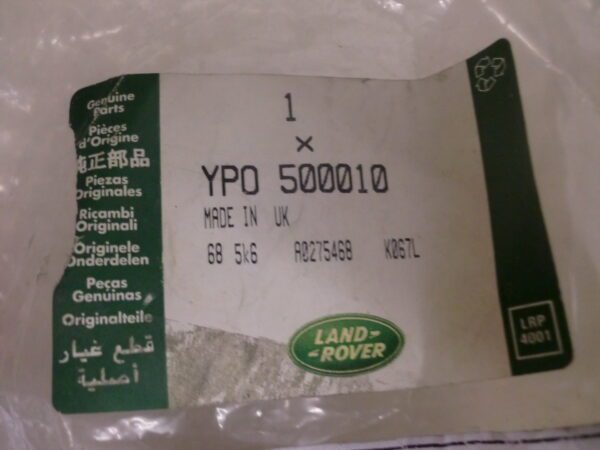 Genuine
Parts
Pièces
d'Origine
純正部品
Piezas
Originales
Ricambi
Originali
Originele
Onderdelen
Peças
Genuinas
Originalteile
قطع غيار
أصلية
1
×
YPO 500010
MADE IN UK
68 5k6 A0275468 K067L
LAND-
-ROVER
LRP
4001